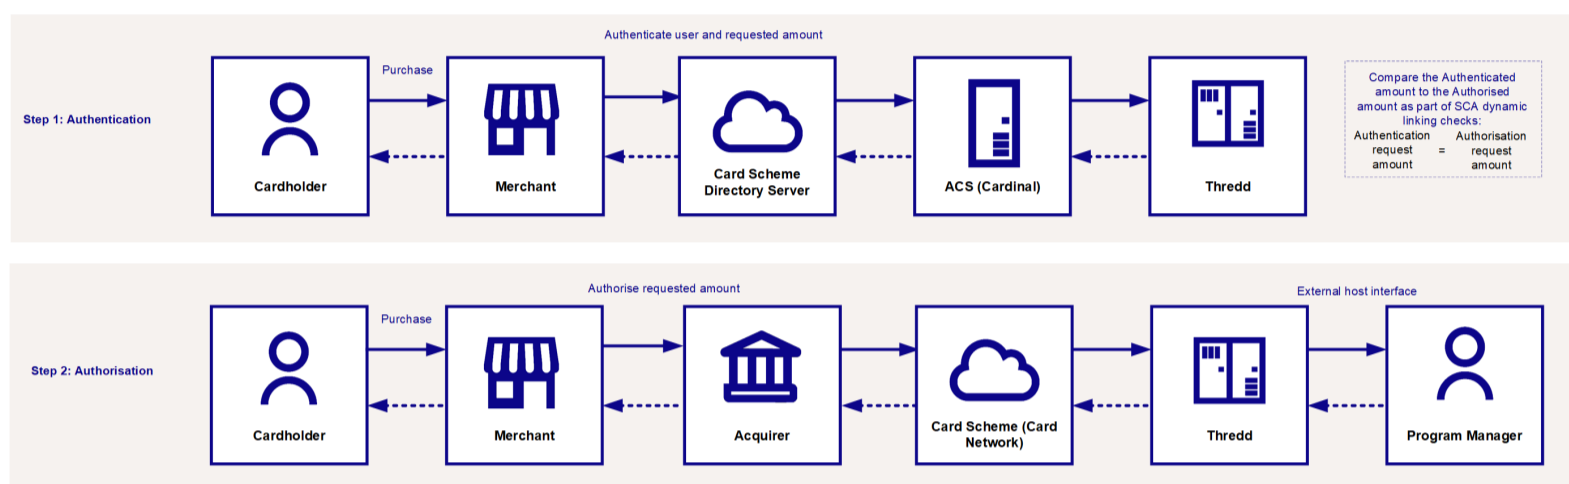 Authenticate user and requested amount
Purchase
Step 1: Authentication
Cardholder
Merchant
Card Scheme
Directory Server
ACS (Cardinal)
Thredd
Compare the Authenticated
amount to the Authorised
amount as part of SCA dynamic
linking checks:
Authentication
request
amount
=
Authorisation
request
amount
Authorise requested amount
External host interface
Purchase
Step 2: Authorisation
Cardholder
Merchant
Acquirer
Card Scheme (Card
Network)
Thredd
Program Manager